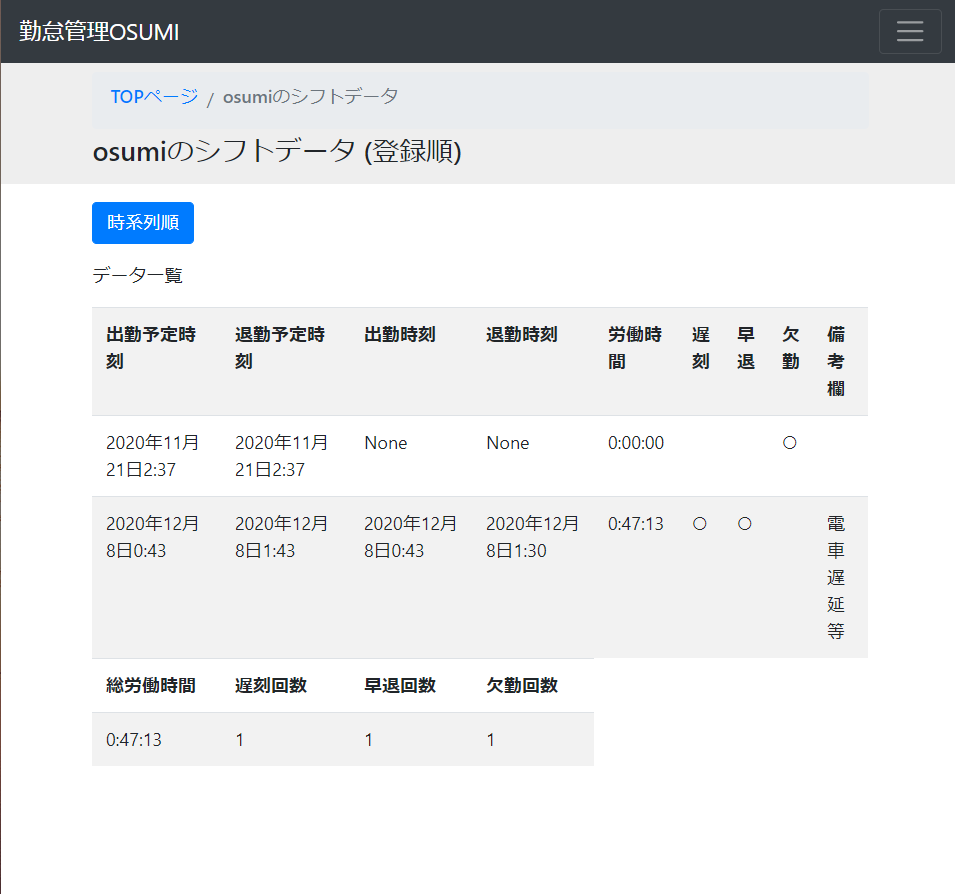 勤怠管理OSUMI
TOPページ / osumiのシフトデータ
osumiのシフトデータ (登録順)
時系列順
データ一覧
出勤予定時刻 退勤予定時刻 出勤時刻 退勤時刻 労働時間 遅刻 早退 欠勤 備考欄
2020年11月21日2:37 2020年11月21日2:37 None None 0:00:00 〇
2020年12月8日0:43 2020年12月8日1:43 2020年12月8日0:43 2020年12月8日1:30 0:47:13 〇 〇 電車遅延等
総労働時間 遅刻回数 早退回数 欠勤回数
0:47:13 1 1 1